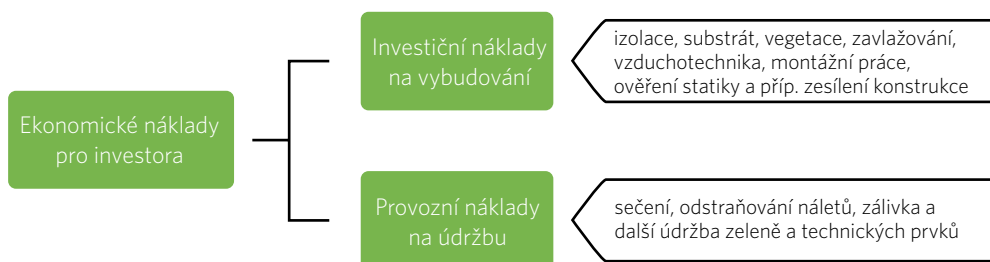 Ekonomické náklady
pro investora
Investiční náklady
na vybudování
izolace, substrát, vegetace, zavlažování,
vzduchotechnika, montážní práce,
ověření statiky a příp. zesílení konstrukce
Provozní náklady
na údržbu
sečení, odstraňování náletů, zálivka a
další údržba zeleně a technických prvků